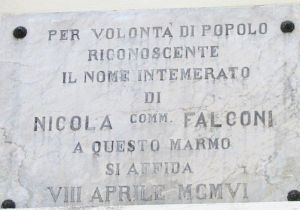 PER VOLONTÀ DI POPOLO
RICONOSCENTE
IL NOME INTEMERATO
DI
NICOLA COMM. FALCONI
A QUESTO MARMO
SI AFFIDA
VIII APRILE MCMVI